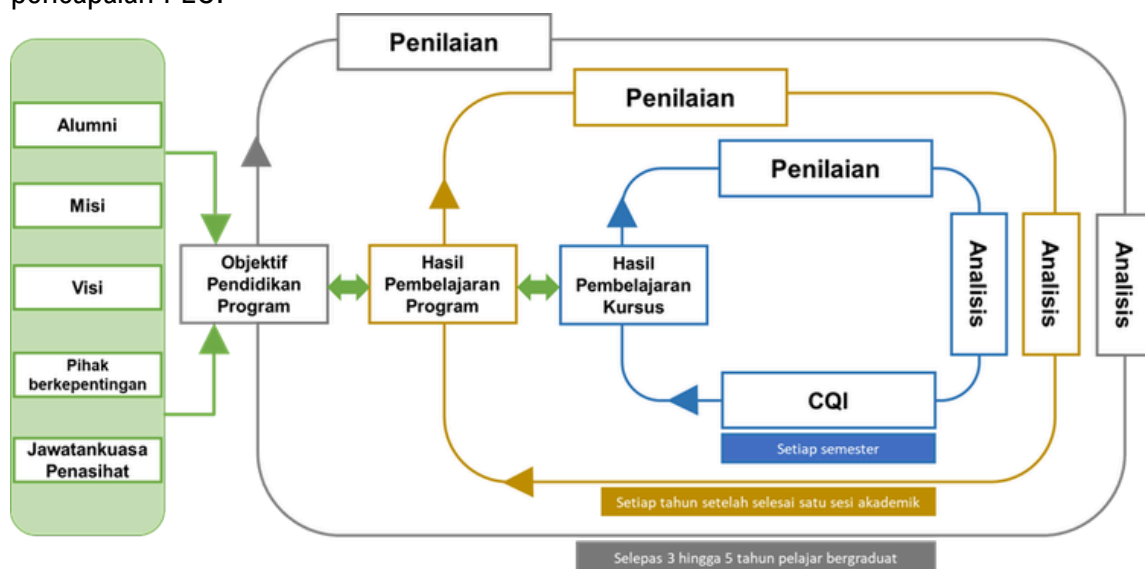 Penilaian
Penilaian
Alumni
Penilaian
Misi
Objektif
Pendidikan
Program
Hasil
Pembelajaran
Program
Hasil
Pembelajaran
Kursus
Analisis
Analisis
Analisis
Visi
Pihak
berkepentingan
CQI
Jawatankuasa
Penasihat
Setiap semester
Setiap tahun setelah selesai satu sesi akademik
Selepas 3 hingga 5 tahun pelajar bergraduat